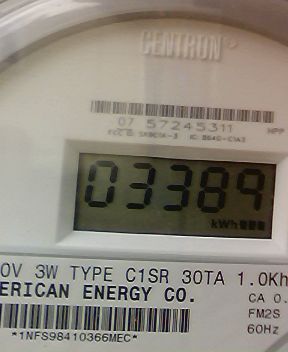 CENTRON
07 57245311 HPP
03389
kWh
0V 3W TYPE C1SR 30TA 1.0Kh
ERICAN ENERGY CO. CA 0.
FM2S
*1NFS98410366MEC* 60Hz